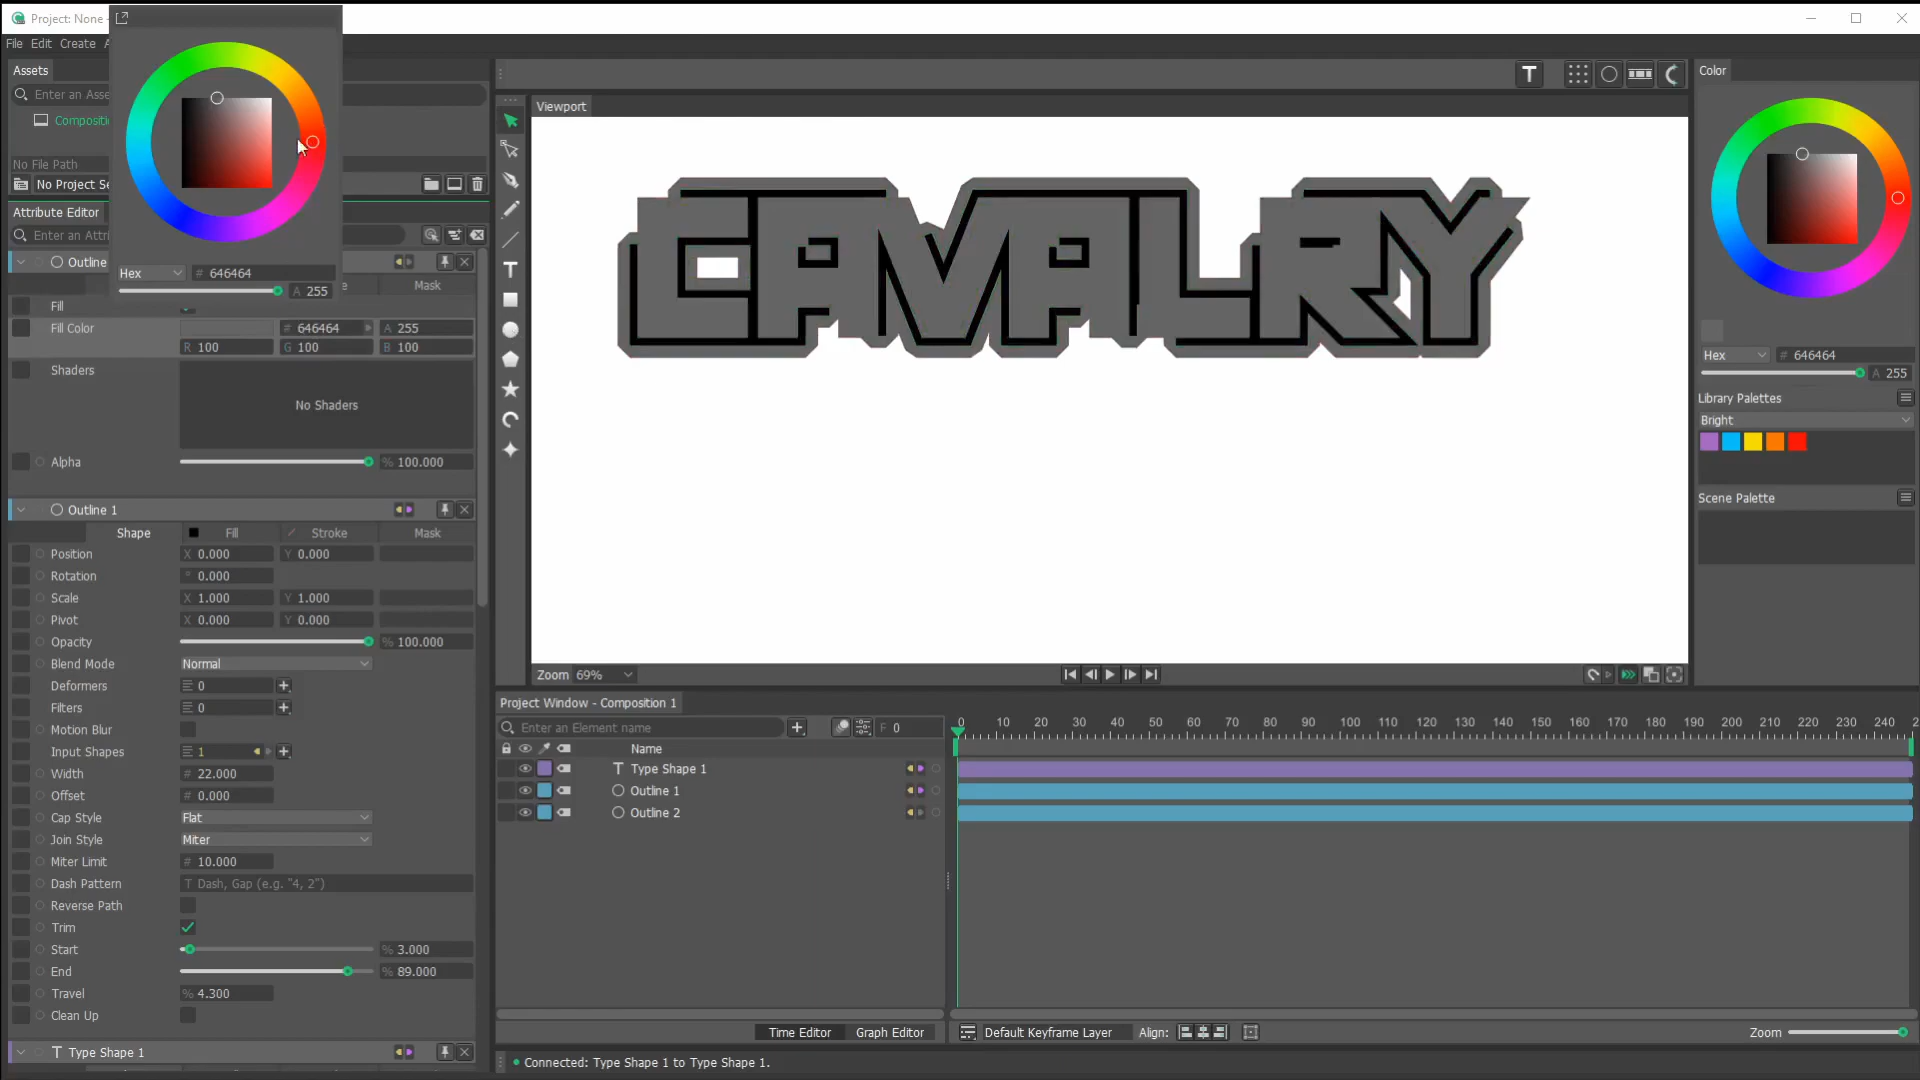 Project: None -
File Edit Create
Assets
Color
Enter an Asse
Viewport
Compositi
No File Path
No Project Se
Attribute Editor
Enter an Attri
CAVALRY
Outline
Hex # 646464
A 255
Mask
Fill
Fill Color # 646464 A 255
R 100 G 100 B 100
Shaders
No Shaders
Alpha % 100.000
Hex # 646464
A 255
Library Palettes
Bright
Scene Palette
Outline 1
Shape Fill Stroke Mask
Position X 0.000 Y 0.000
Rotation ° 0.000
Scale X 1.000 Y 1.000
Pivot X 0.000 Y 0.000
Opacity % 100.000
Blend Mode Normal
Deformers 0
Filters 0
Motion Blur
Input Shapes 1
Width # 22.000
Offset # 0.000
Cap Style Flat
Join Style Miter
Miter Limit # 10.000
Dash Pattern T Dash, Gap (e.g. "4, 2")
Reverse Path
Trim
Start % 3.000
End % 89.000
Travel % 4.300
Clean Up
T Type Shape 1
Zoom 69%
Project Window - Composition 1
Enter an Element name F 0
0 10 20 30 40 50 60 70 80 90 100 110 120 130 140 150 160 170 180 190 200 210 220 230 240 2
Name
T Type Shape 1
Outline 1
Outline 2
Time Editor Graph Editor Default Keyframe Layer Align: Zoom
Connected: Type Shape 1 to Type Shape 1.